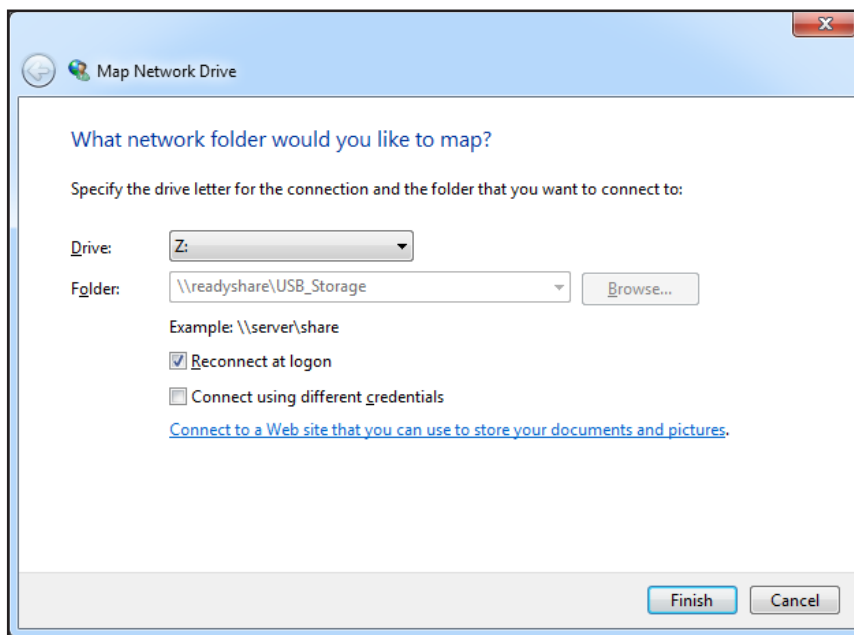 Map Network Drive
What network folder would you like to map?
Specify the drive letter for the connection and the folder that you want to connect to:
Drive: Z:
Folder: \\readyshare\USB_Storage Browse...
Example: \\server\share
Reconnect at logon
Connect using different credentials
Connect to a Web site that you can use to store your documents and pictures.
Finish Cancel